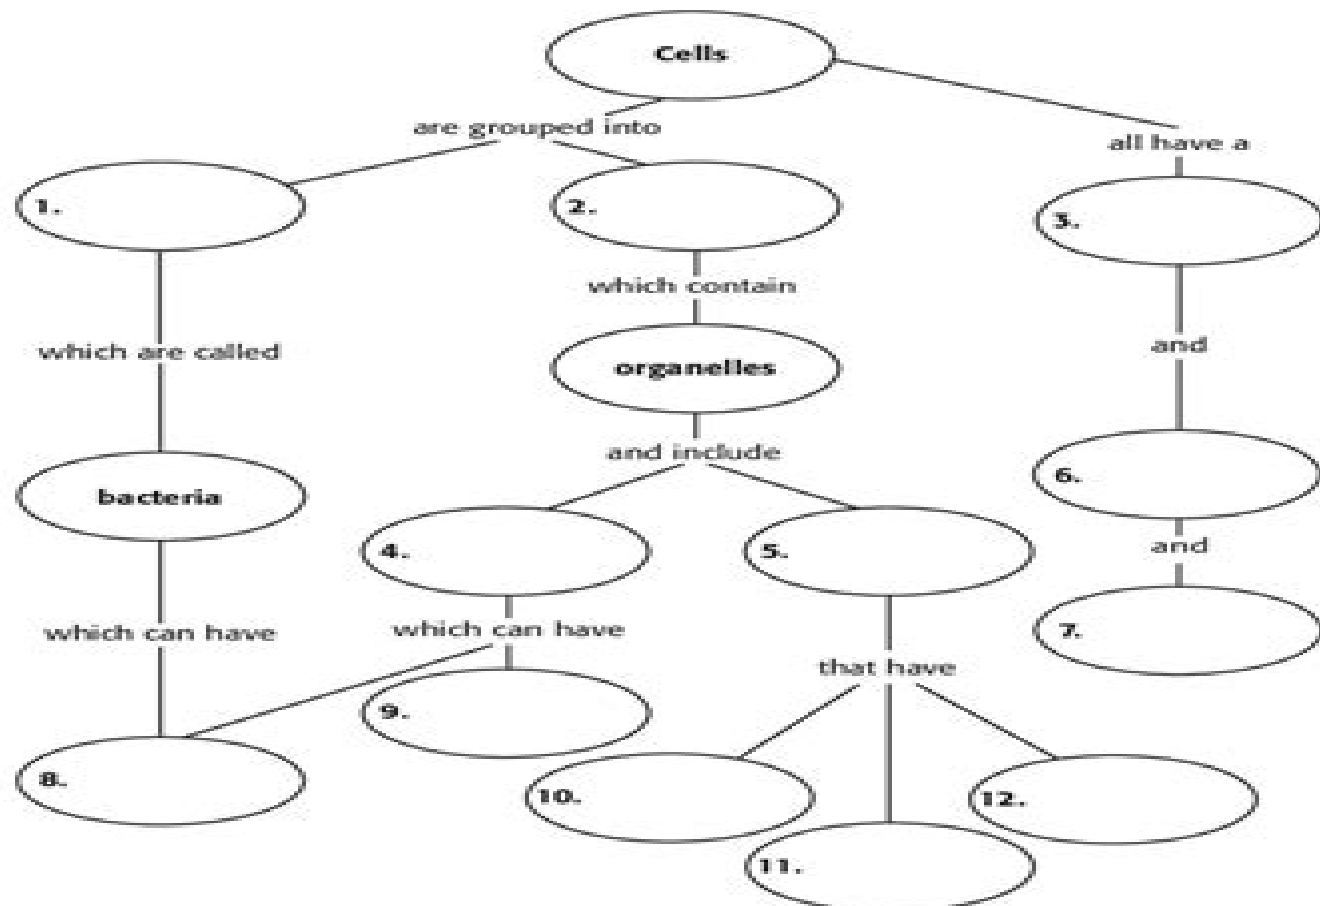 Cells
are grouped into
all have a
1.
2.
3.
which contain
which are called
and
organelles
and include
bacteria
6.
4.
5.
and
which can have
which can have
7.
that have
9.
8.
10.
12.
11.